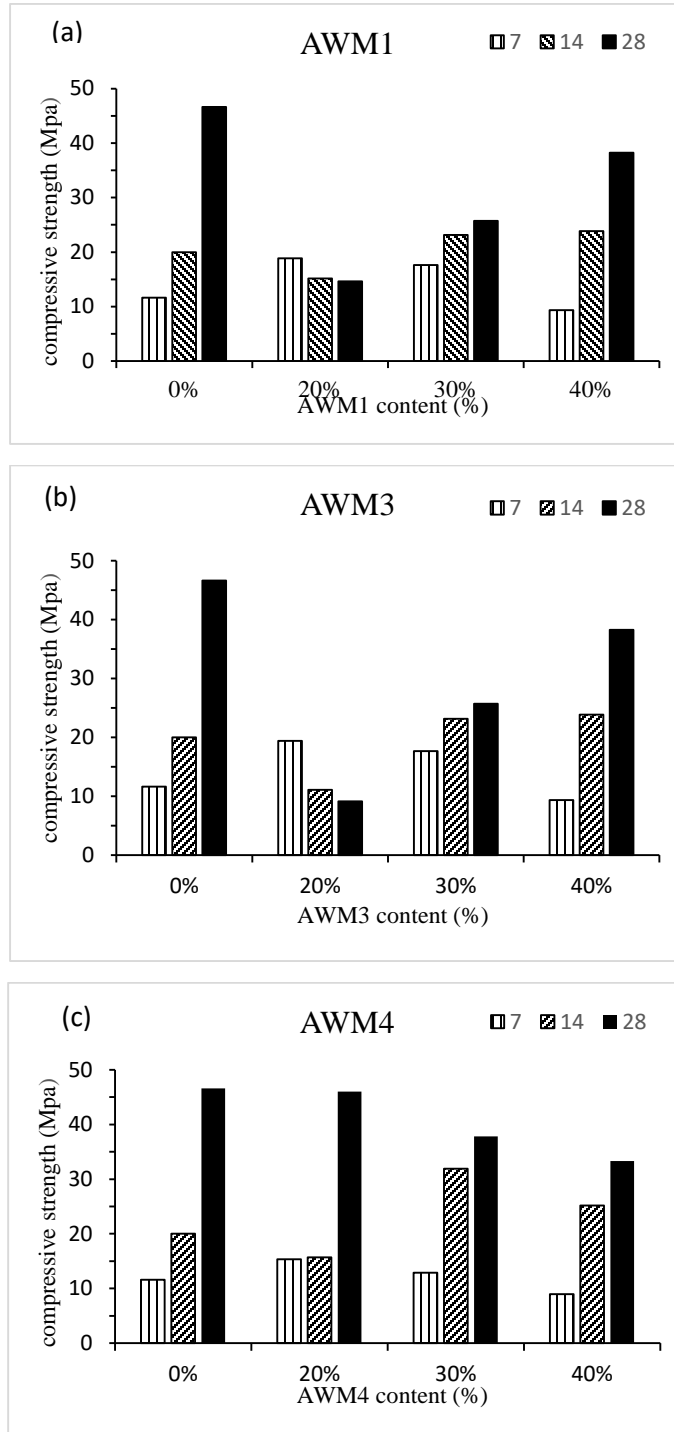 (a)
AWM1
7 14 28
compressive strength (Mpa)
50
40
30
20
10
0
0% 20% 30% 40%
AWM1 content (%)
(b)
AWM3
7 14 28
compressive strength (Mpa)
50
40
30
20
10
0
0% 20% 30% 40%
AWM3 content (%)
(c)
AWM4
7 14 28
compressive strength (Mpa)
50
40
30
20
10
0
0% 20% 30% 40%
AWM4 content (%)